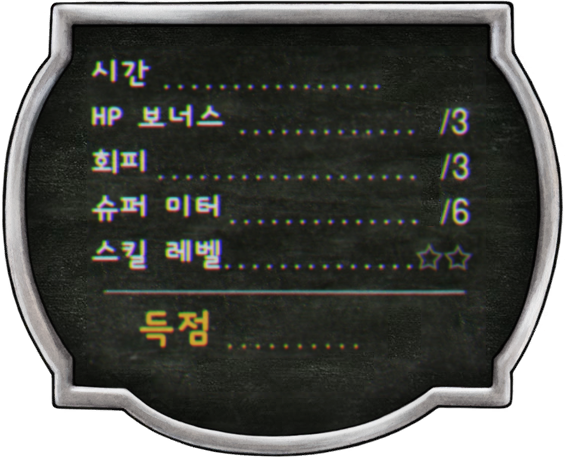 시간 .................
HP 보너스 .............. /3
회피 ..................... /3
슈퍼 미터 ............... /6
스킬 레벨 ............... ☆☆
득점 ..........